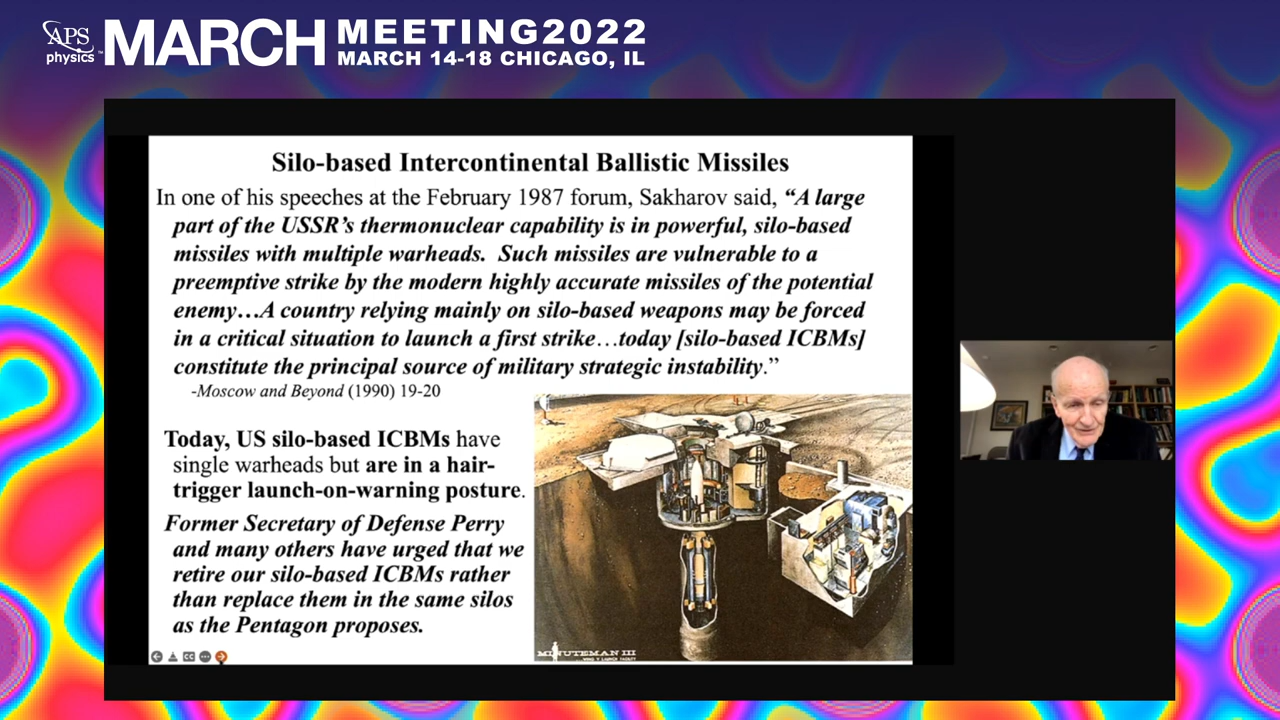 APS
physics
MARCH
MEETING2022
MARCH 14-18 CHICAGO, IL
Silo-based Intercontinental Ballistic Missiles
In one of his speeches at the February 1987 forum, Sakharov said, “A large
part of the USSR’s thermonuclear capability is in powerful, silo-based
missiles with multiple warheads. Such missiles are vulnerable to a
preemptive strike by the modern highly accurate missiles of the potential
enemy…A country relying mainly on silo-based weapons may be forced
in a critical situation to launch a first strike…today [silo-based ICBMs]
constitute the principal source of military strategic instability.”
-Moscow and Beyond (1990) 19-20
Today, US silo-based ICBMs have
single warheads but are in a hair-
trigger launch-on-warning posture.
Former Secretary of Defense Perry
and many others have urged that we
retire our silo-based ICBMs rather
than replace them in the same silos
as the Pentagon proposes.
MINUTEMAN III
WING V LAUNCH FACILITY
CC